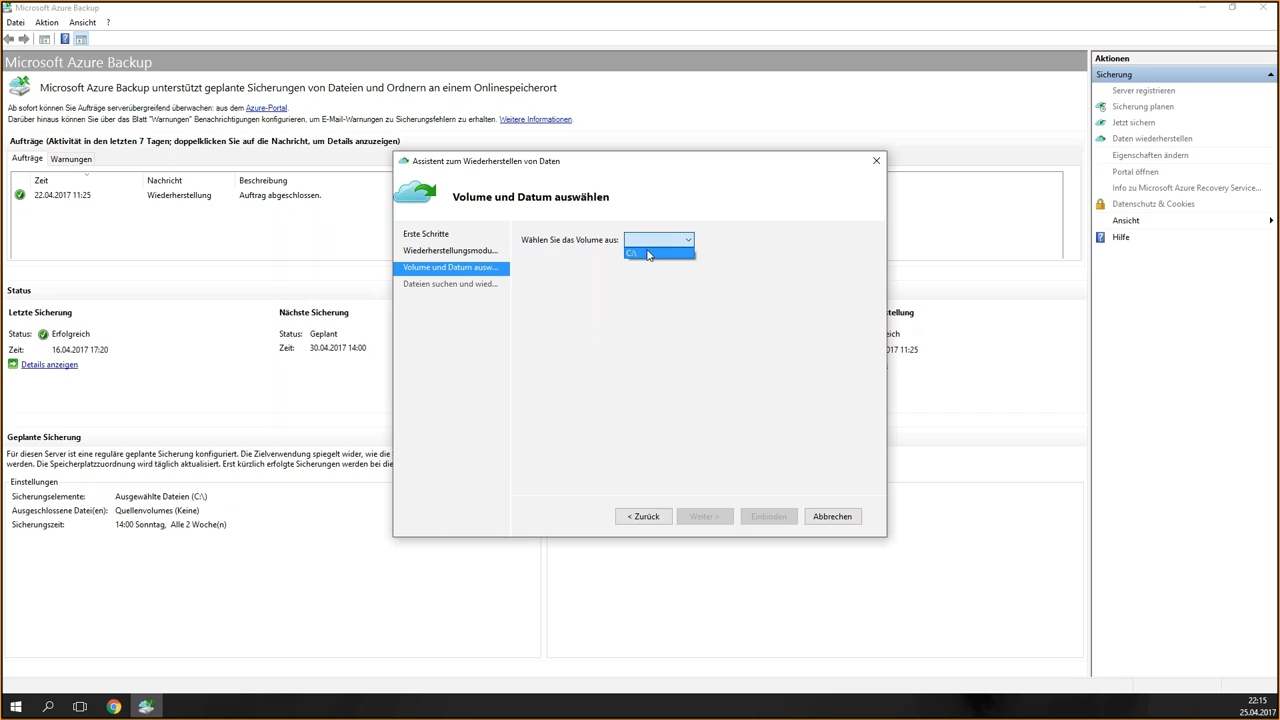 Microsoft Azure Backup
Datei Aktion Ansicht ?
Microsoft Azure Backup
Microsoft Azure Backup unterstützt geplante Sicherungen von Dateien und Ordnern an einem Onlinespeicherort
Ab sofort können Sie Aufträge serverübergreifend überwachen: aus dem Azure-Portal.
Darüber hinaus können Sie über das Blatt "Warnungen" Benachrichtigungen konfigurieren, um E-Mail-Warnungen zu Sicherungsfehlern zu erhalten. Weitere Informationen.
Aufträge (Aktivität in den letzten 7 Tagen; doppelklicken Sie auf die Nachricht, um Details anzuzeigen)
Aufträge Warnungen
Zeit Nachricht Beschreibung
22.04.2017 11:25 Wiederherstellung Auftrag abgeschlossen.
Status
Letzte Sicherung
Status: Erfolgreich
Zeit: 16.04.2017 17:20
Details anzeigen
Nächste Sicherung
Status: Geplant
Zeit: 30.04.2017 14:00
stellung
eich
17 11:25
Geplante Sicherung
Für diesen Server ist eine reguläre geplante Sicherung konfiguriert. Die Zielverwendung spiegelt wider, wie die
werden. Die Speicherplatzuordnung wird täglich aktualisiert. Erst kürzlich erfolgte Sicherungen werden bei die
Einstellungen
Sicherungselemente: Ausgewählte Dateien (C:\)
Ausgeschlossene Datei(en): Quellenvolumes (Keine)
Sicherungszeit: 14:00 Sonntag, Alle 2 Woche(n)
Assistent zum Wiederherstellen von Daten
Volume und Datum auswählen
Erste Schritte
Wiederherstellungsmodu...
Volume und Datum ausw...
Dateien suchen und wied...
Wählen Sie das Volume aus:
C:\
< Zurück Weiter > Einbinden Abbrechen
Aktionen
Sicherung
Server registrieren
Sicherung planen
Jetzt sichern
Daten wiederherstellen
Eigenschaften ändern
Portal öffnen
Info zu Microsoft Azure Recovery Service...
Datenschutz & Cookies
Ansicht
Hilfe
22:15
25.04.2017